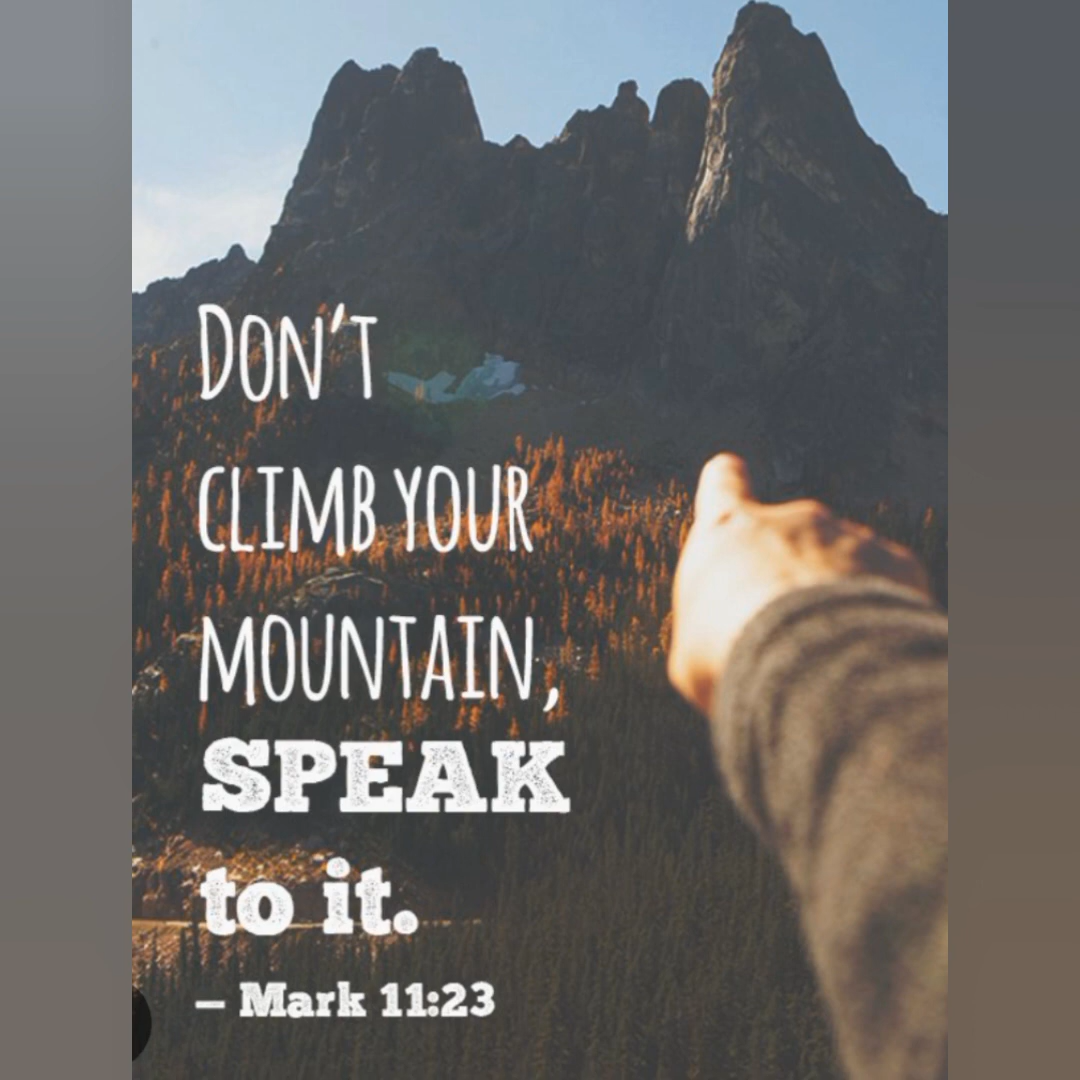 Don't
climb your
mountain,
SPEAK
to it.
– Mark 11:23